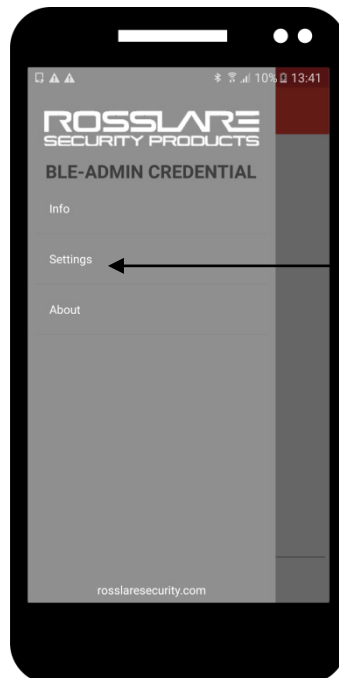 10% 13:41
ROSSLARE
SECURITY PRODUCTS
BLE-ADMIN CREDENTIAL
Info
Settings
About
rosslaresecurity.com